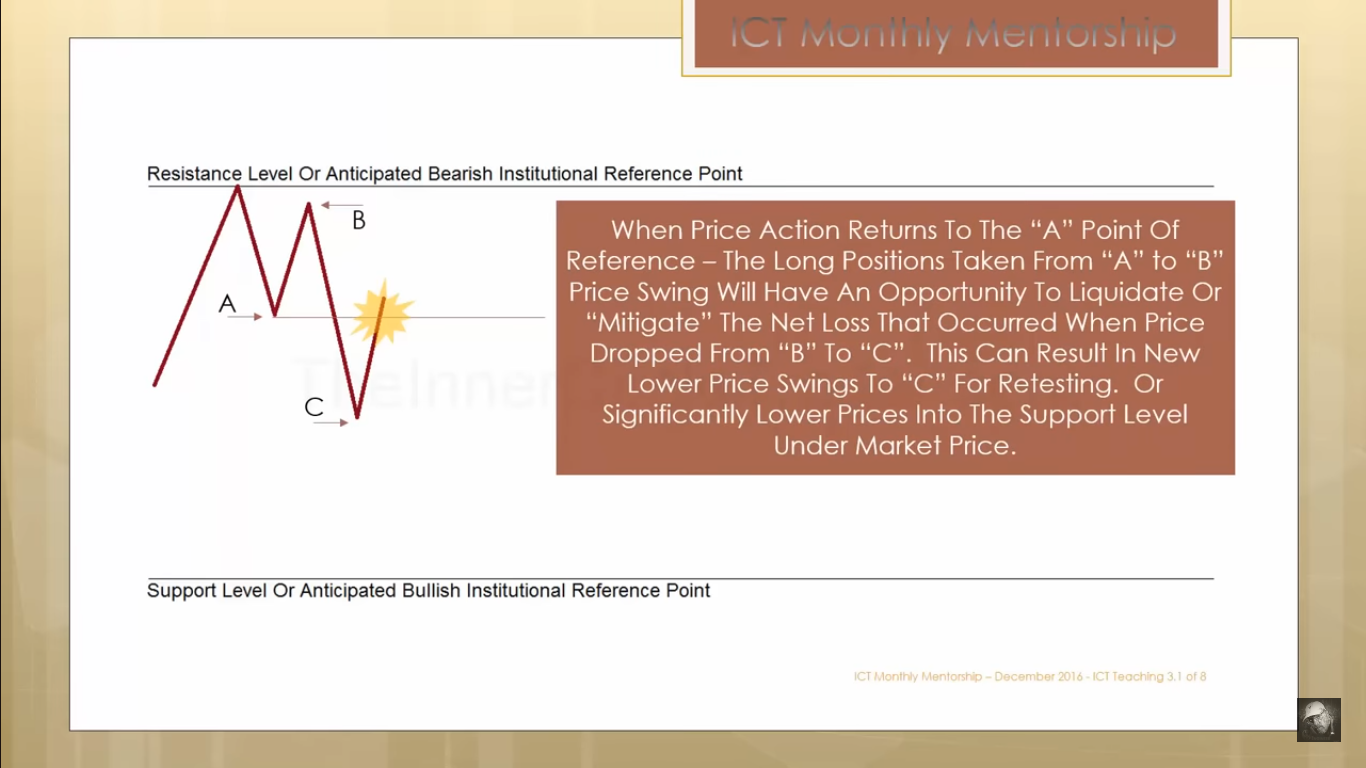 ICT Monthly Mentorship
Resistance Level Or Anticipated Bearish Institutional Reference Point
B
A
C
When Price Action Returns To The “A” Point Of
Reference – The Long Positions Taken From “A” to “B”
Price Swing Will Have An Opportunity To Liquidate Or
“Mitigate” The Net Loss That Occurred When Price
Dropped From “B” To “C”.  This Can Result In New
Lower Price Swings To “C” For Retesting.  Or
Significantly Lower Prices Into The Support Level
Under Market Price.
Support Level Or Anticipated Bullish Institutional Reference Point
ICT Monthly Mentorship – December 2016 - ICT Teaching 3.1 of 8